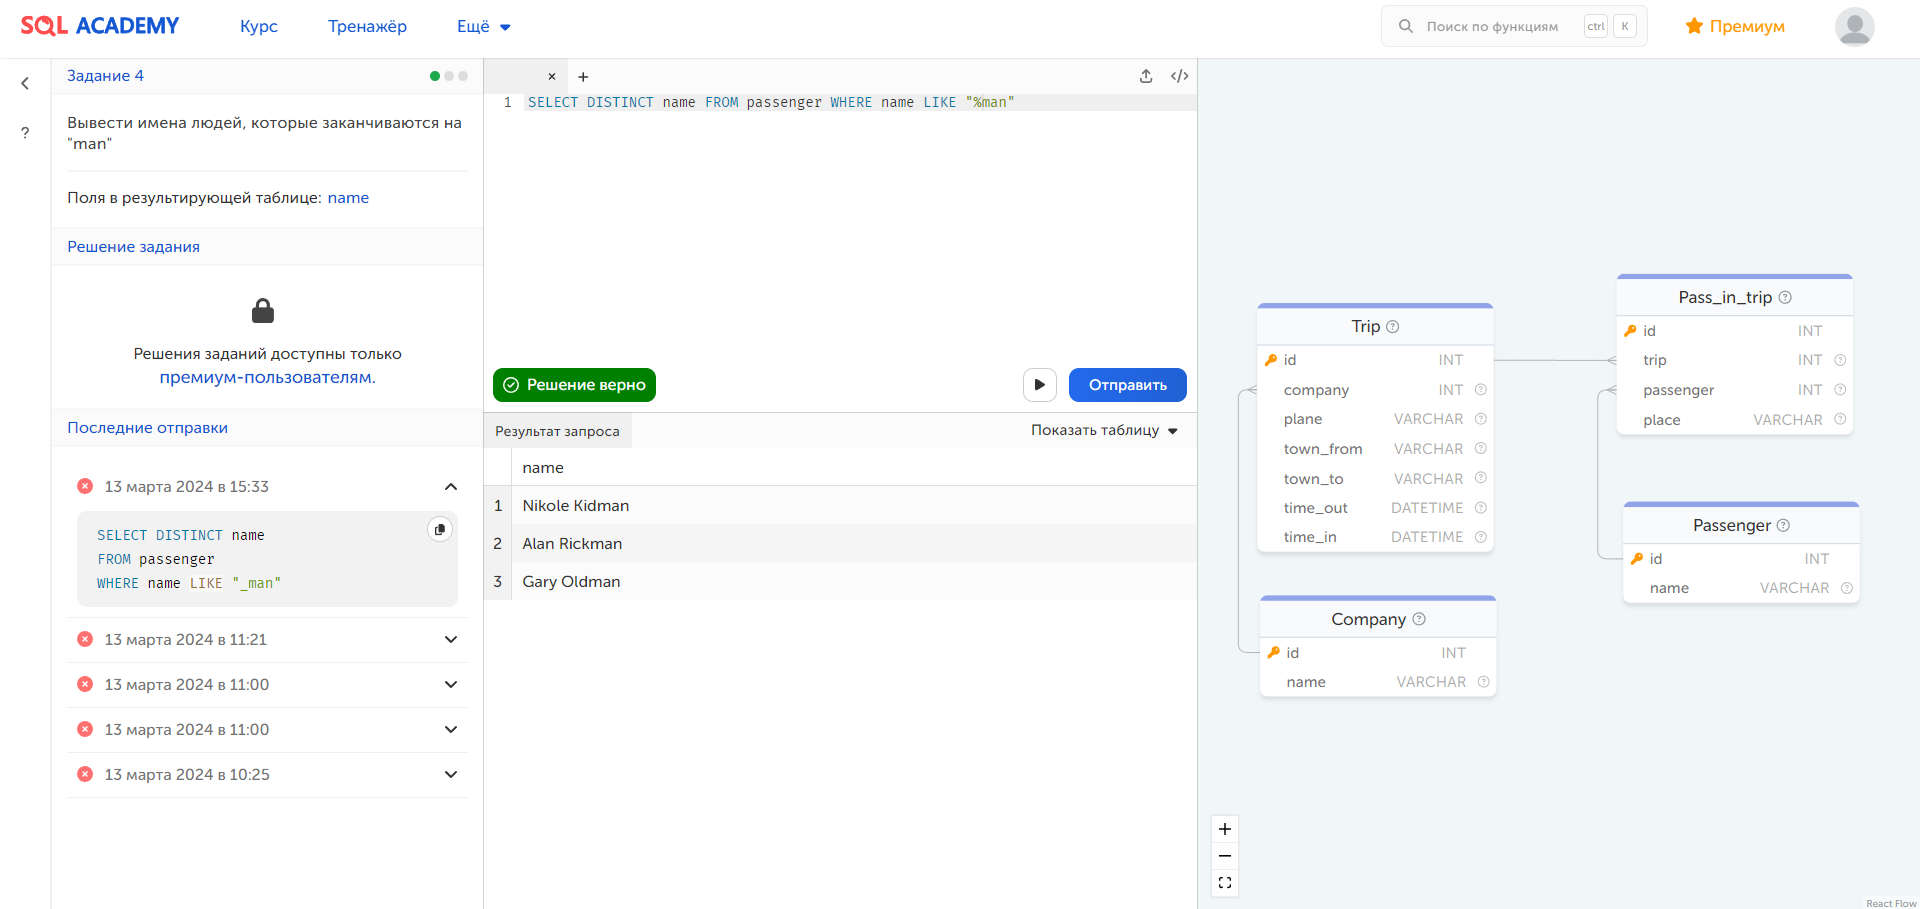 SQL ACADEMY
Курс
Тренажёр
Ещё
Поиск по функциям
ctrl
K
Премиум
?
Задание 4
Вывести имена людей, которые заканчиваются на
"man"
Поля в результирующей таблице: name
Решение задания
Решения заданий доступны только
премиум-пользователям.
Последние отправки
13 марта 2024 в 15:33
SELECT DISTINCT name
FROM passenger
WHERE name LIKE "_man"
13 марта 2024 в 11:21
13 марта 2024 в 11:00
13 марта 2024 в 11:00
13 марта 2024 в 10:25
× +
</>
1 SELECT DISTINCT name FROM passenger WHERE name LIKE "%man"
Решение верно
Отправить
Результат запроса
Показать таблицу
name
1 Nikole Kidman
2 Alan Rickman
3 Gary Oldman
Trip ?
id INT
company INT ?
plane VARCHAR ?
town_from VARCHAR ?
town_to VARCHAR ?
time_out DATETIME ?
time_in DATETIME ?
Pass_in_trip ?
id INT
trip INT ?
passenger INT ?
place VARCHAR ?
Passenger ?
id INT
name VARCHAR ?
Company ?
id INT
name VARCHAR ?
+
−
React Flow